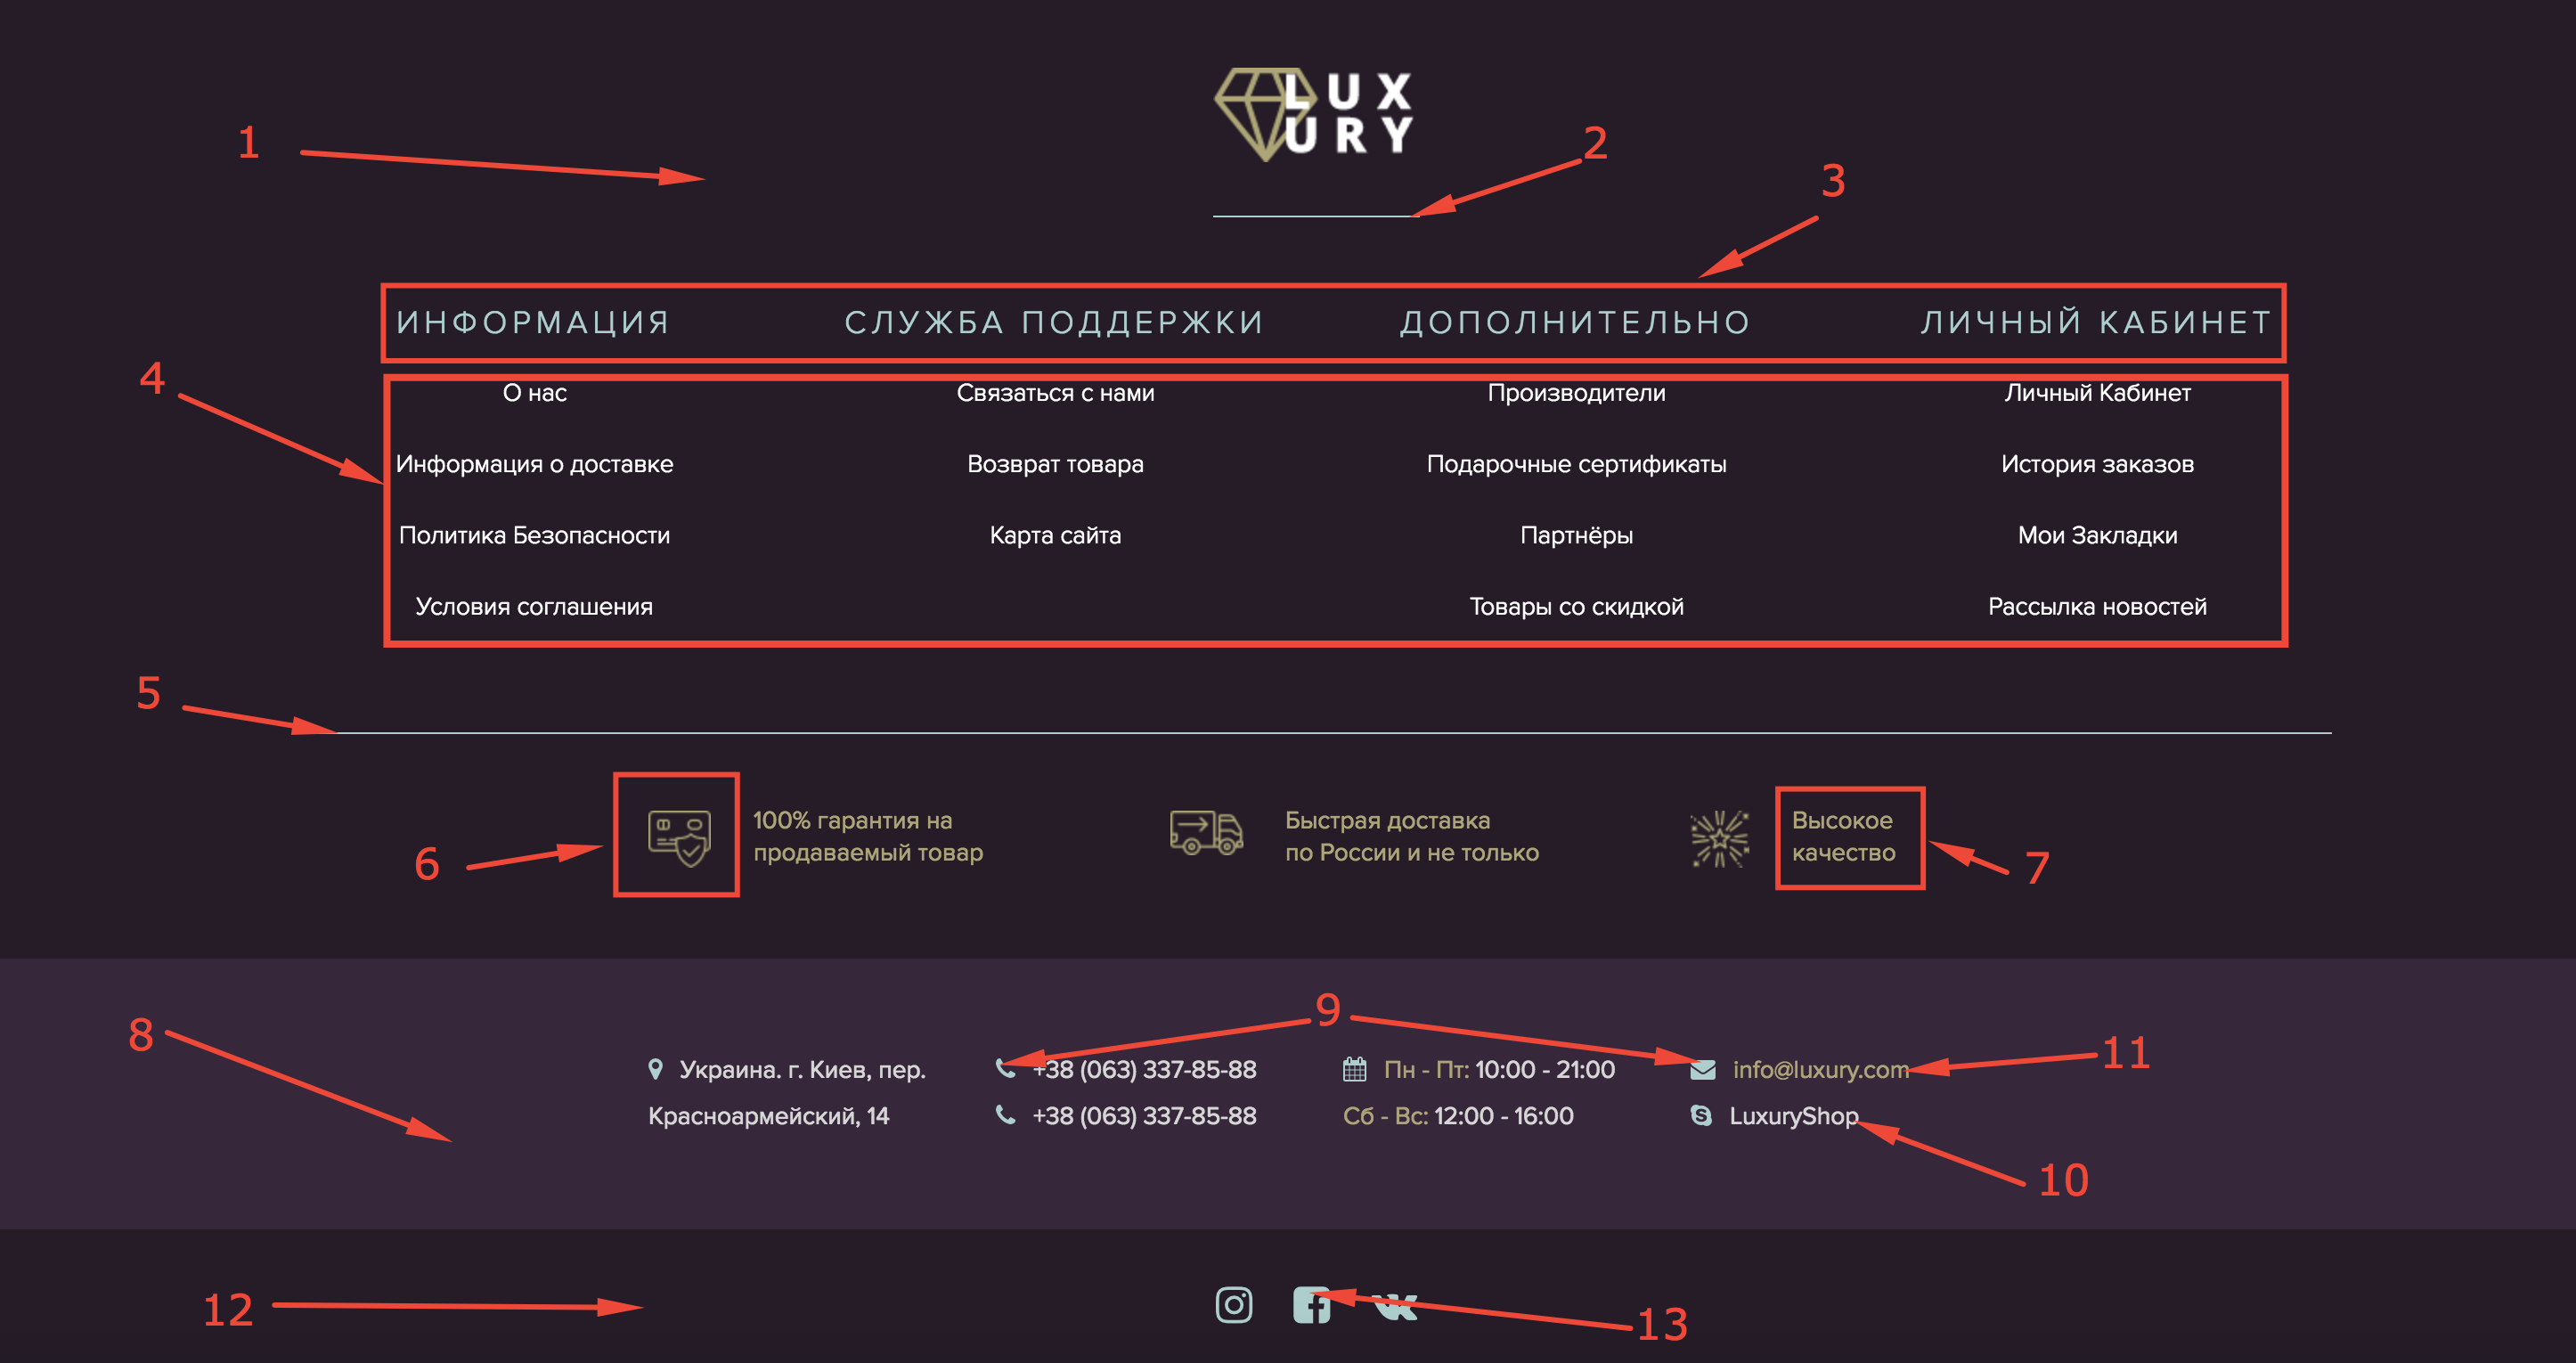 LUX
URY
1
2
3
ИНФОРМАЦИЯ СЛУЖБА ПОДДЕРЖКИ ДОПОЛНИТЕЛЬНО ЛИЧНЫЙ КАБИНЕТ
4
О нас Связаться с нами Производители Личный Кабинет
Информация о доставке Возврат товара Подарочные сертификаты История заказов
Политика Безопасности Карта сайта Партнёры Мои Закладки
Условия соглашения Товары со скидкой Рассылка новостей
5
6
100% гарантия на
продаваемый товар
Быстрая доставка
по России и не только
Высокое
качество
7
8
9
Украина. г. Киев, пер. +38 (063) 337-85-88 Пн - Пт: 10:00 - 21:00 info@luxury.com
11
Красноармейский, 14 +38 (063) 337-85-88 Сб - Вс: 12:00 - 16:00 LuxuryShop
10
12
13